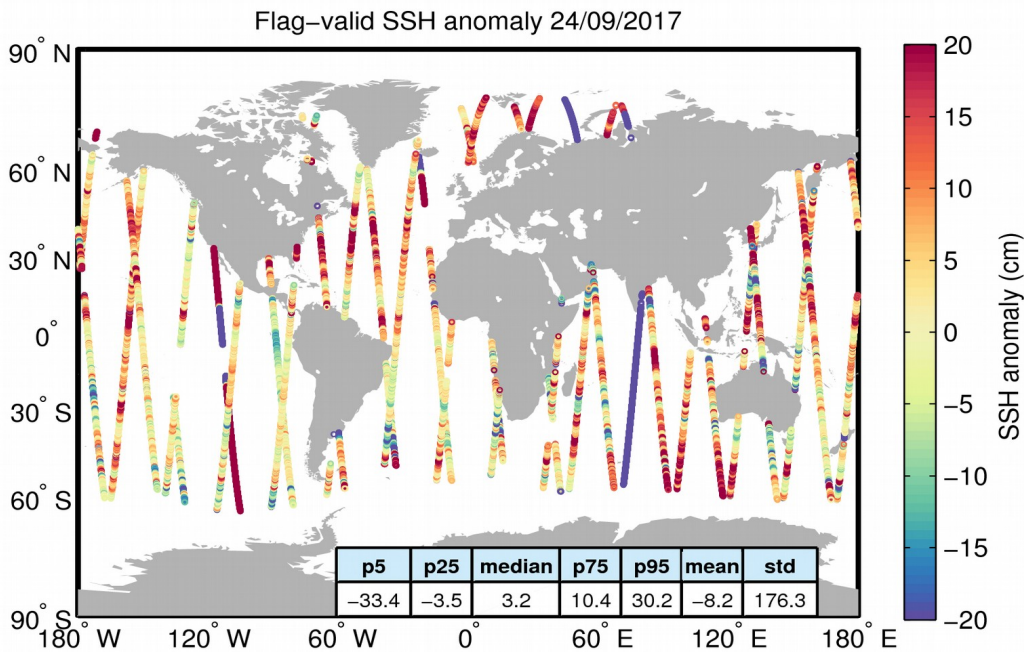 Flag−valid SSH anomaly 24/09/2017
90° N
60° N
30° N
0°
30° S
60° S
90° S
180° W
120° W
60° W
0°
60° E
120° E
180° E
p5 p25 median p75 p95 mean std
−33.4 −3.5 3.2 10.4 30.2 −8.2 176.3
20
15
10
5
0
−5
−10
−15
−20
SSH anomaly (cm)